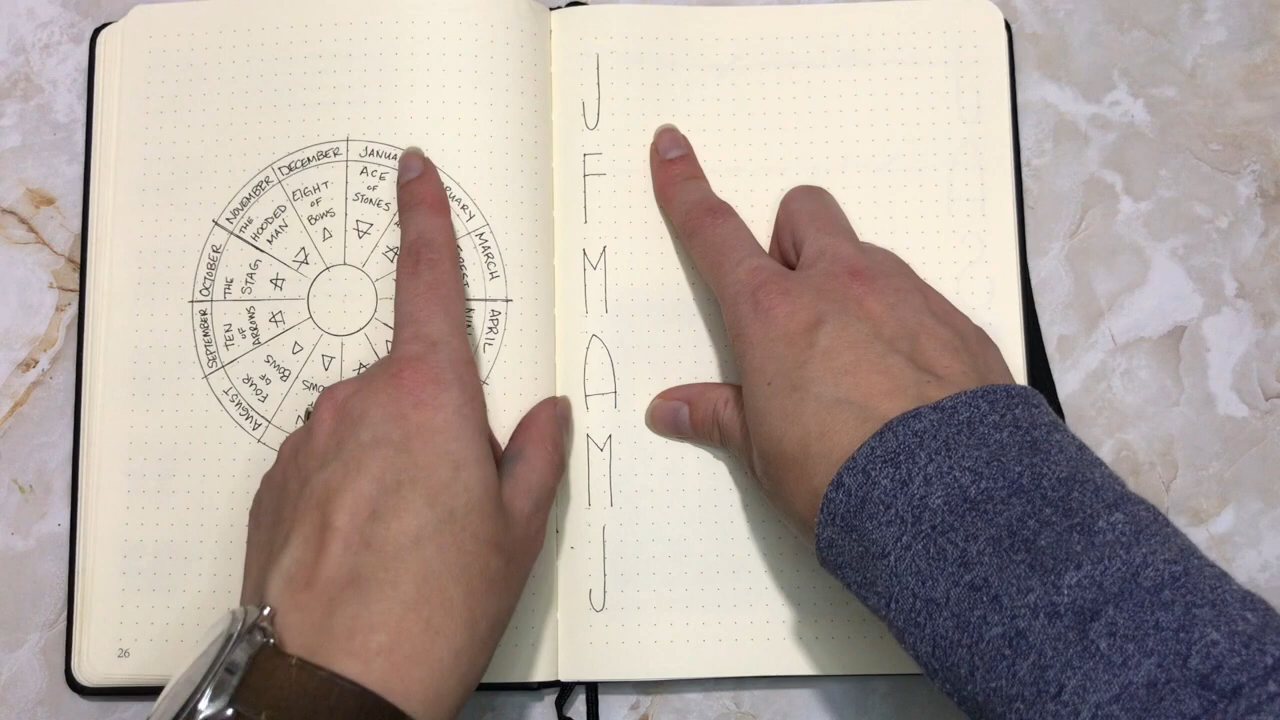 DECEMBER
EIGHT
OF
BOWS
JANUA
ACE
OF
STONES
RUARY
MARCH
APRIL
NOVEMBER
THE
HOODED
MAN
OCTOBER
THE
STAG
SEPTEMBER
TEN
OF
ARROWS
AUGUST
FOUR
OF
BOWS
26
J
F
M
A
M
J